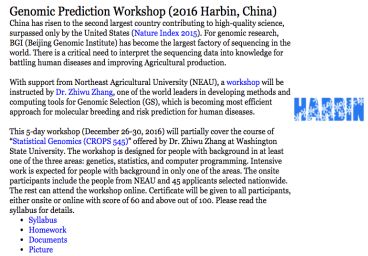 Genomic Prediction Workshop (2016 Harbin, China)
China has risen to the second largest country contributing to high-quality science,
surpassed only by the United States (Nature Index 2015). For genomic research,
BGI (Beijing Genomic Institute) has become the largest factory of sequencing in the
world. There is a critical need to interpret the sequencing data into knowledge for
battling human diseases and improving Agricultural production.
With support from Northeast Agricultural University (NEAU), a workshop will be
instructed by Dr. Zhiwu Zhang, one of the world leaders in developing methods and
computing tools for Genomic Selection (GS), which is becoming most efficient
approach for molecular breeding and risk prediction for human diseases.
HARBIN
This 5-day workshop (December 26-30, 2016) will partially cover the course of
"Statistical Genomics (CROPS 545)" offered by Dr. Zhiwu Zhang at Washington
State University. The workshop is designed for people with background in at least
one of the three areas: genetics, statistics, and computer programming. Intensive
work is expected for people with background in only one of the areas. The onsite
participants include the people from NEAU and 45 applicants selected nationwide.
The rest can attend the workshop online. Certificate will be given to all participants,
either onsite or online with score of 60 and above out of 100. Please read the
syllabus for details.
• Syllabus
• Homework
• Documents
• Picture